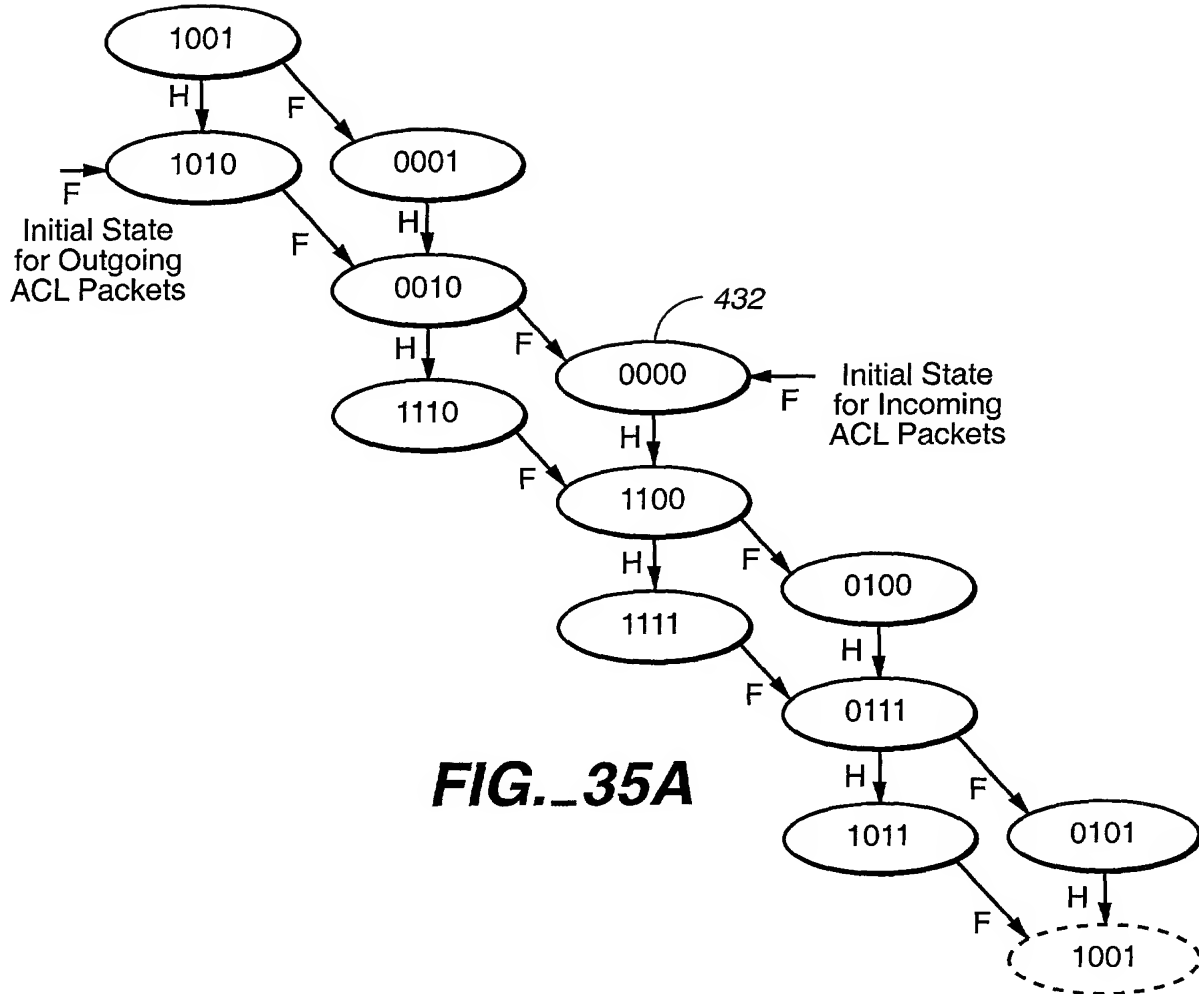 1001
H
F
1010
0001
F
Initial State
for Outgoing
ACL Packets
F
H
0010
432
H
F
0000
F
Initial State
for Incoming
ACL Packets
1110
H
F
1100
H
F
0100
1111
H
F
0111
FIG._35A
H
F
1011
0101
H
F
1001